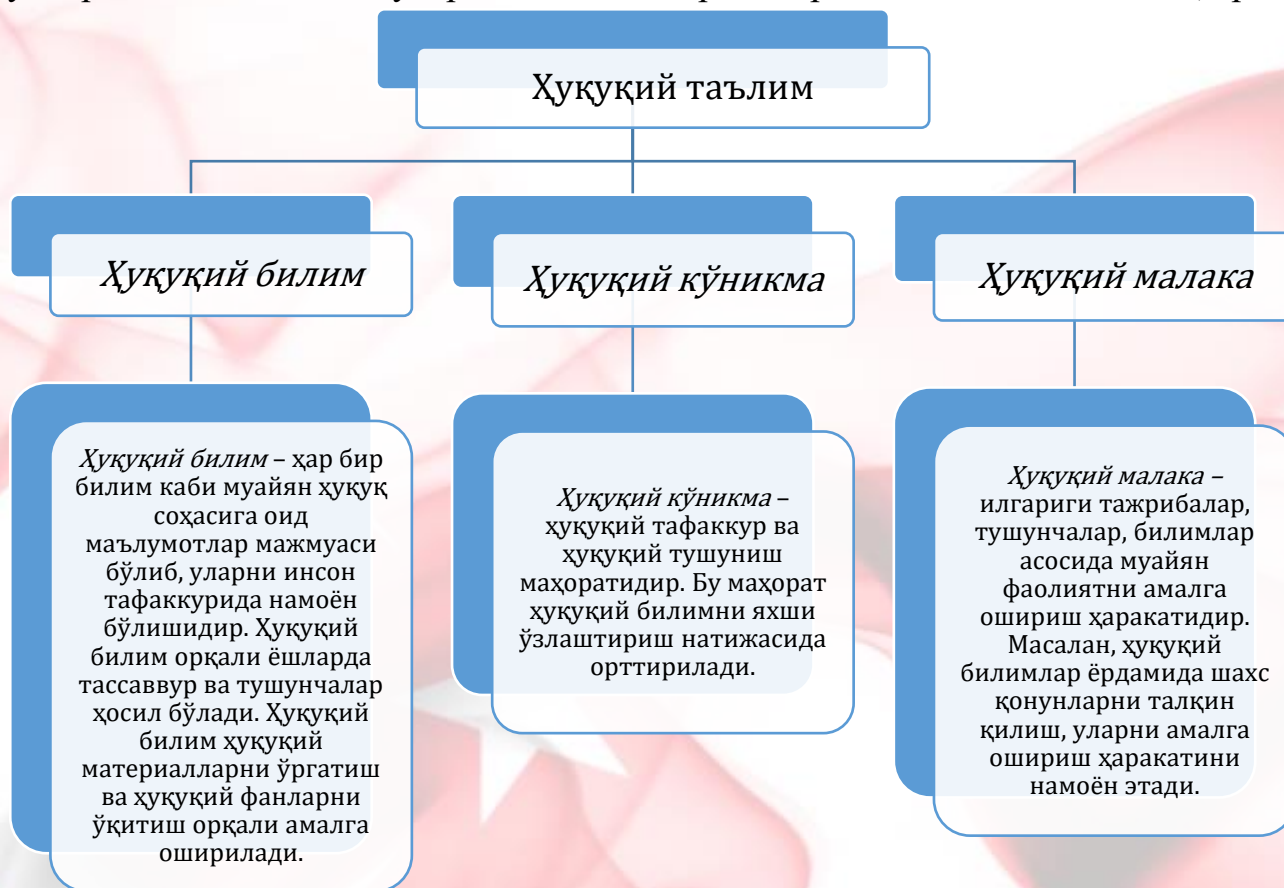 Ҳуқуқий таълим
Ҳуқуқий билим
Ҳуқуқий кўникма
Ҳуқуқий малака
Ҳуқуқий билим – ҳар бир
билим каби муайян ҳуқуқ
соҳасига оид
маълумотлар мажмуаси
бўлиб, уларни инсон
тафаккурида намоён
бўлишидир. Ҳуқуқий
билим орқали ёшларда
тассаввур ва тушунчалар
ҳосил бўлади. Ҳуқуқий
билим ҳуқуқий
материалларни ўргатиш
ва ҳуқуқий фанларни
ўқитиш орқали амалга
оширилади.
Ҳуқуқий кўникма –
ҳуқуқий тафаккур ва
ҳуқуқий тушуниш
маҳоратидир. Бу маҳорат
ҳуқуқий билимни яхши
ўзлаштириш натижасида
орттирилади.
Ҳуқуқий малака –
илгариги тажрибалар,
тушунчалар, билимлар
асосида муайян
фаолиятни амалга
ошириш ҳаракатидир.
Масалан, ҳуқуқий
билимлар ёрдамида шахс
қонунларни талқин
қилиш, уларни амалга
ошириш ҳаракатини
намоён этади.